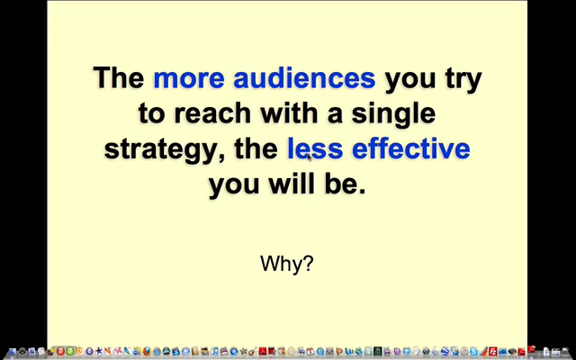 The more audiences you try
to reach with a single
strategy, the less effective
you will be.
Why?